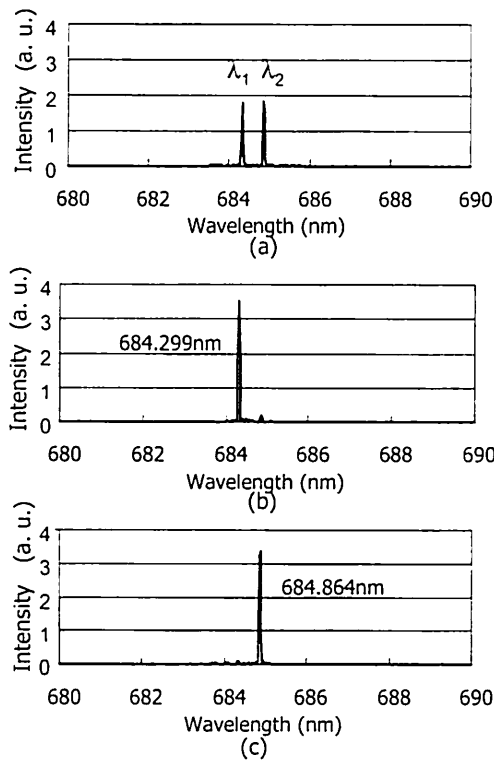 4
3
2
1
0
Intensity (a. u.)
λ1 λ2
680 682 684 686 688 690
Wavelength (nm)
(a)
4
3
2
1
0
Intensity (a. u.)
684.299nm
680 682 684 686 688 690
Wavelength (nm)
(b)
4
3
2
1
0
Intensity (a. u.)
684.864nm
680 682 684 686 688 690
Wavelength (nm)
(c)